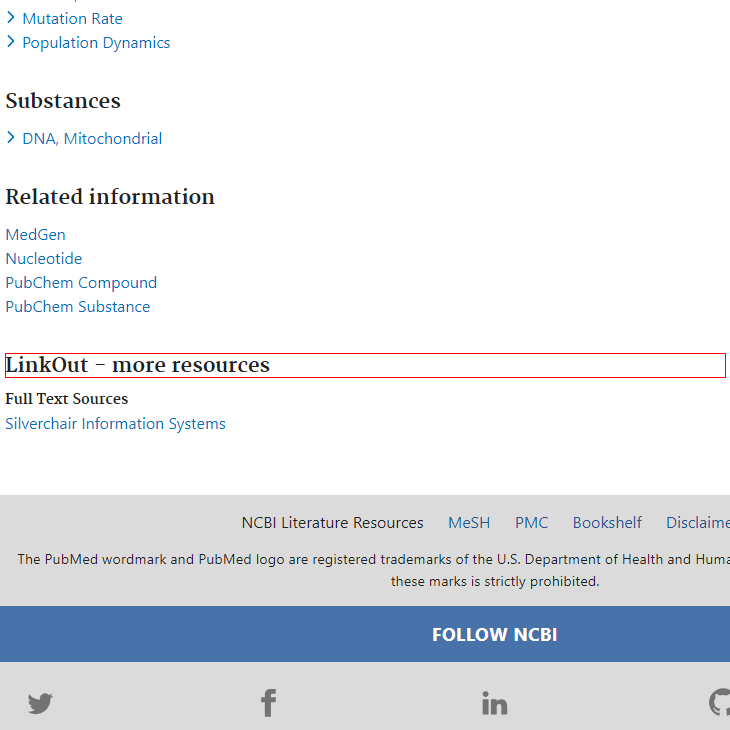 Mutation Rate
Population Dynamics
Substances
DNA, Mitochondrial
Related information
MedGen
Nucleotide
PubChem Compound
PubChem Substance
LinkOut – more resources
Full Text Sources
Silverchair Information Systems
NCBI Literature Resources MeSH PMC Bookshelf Disclaime
The PubMed wordmark and PubMed logo are registered trademarks of the U.S. Department of Health and Huma
these marks is strictly prohibited.
FOLLOW NCBI